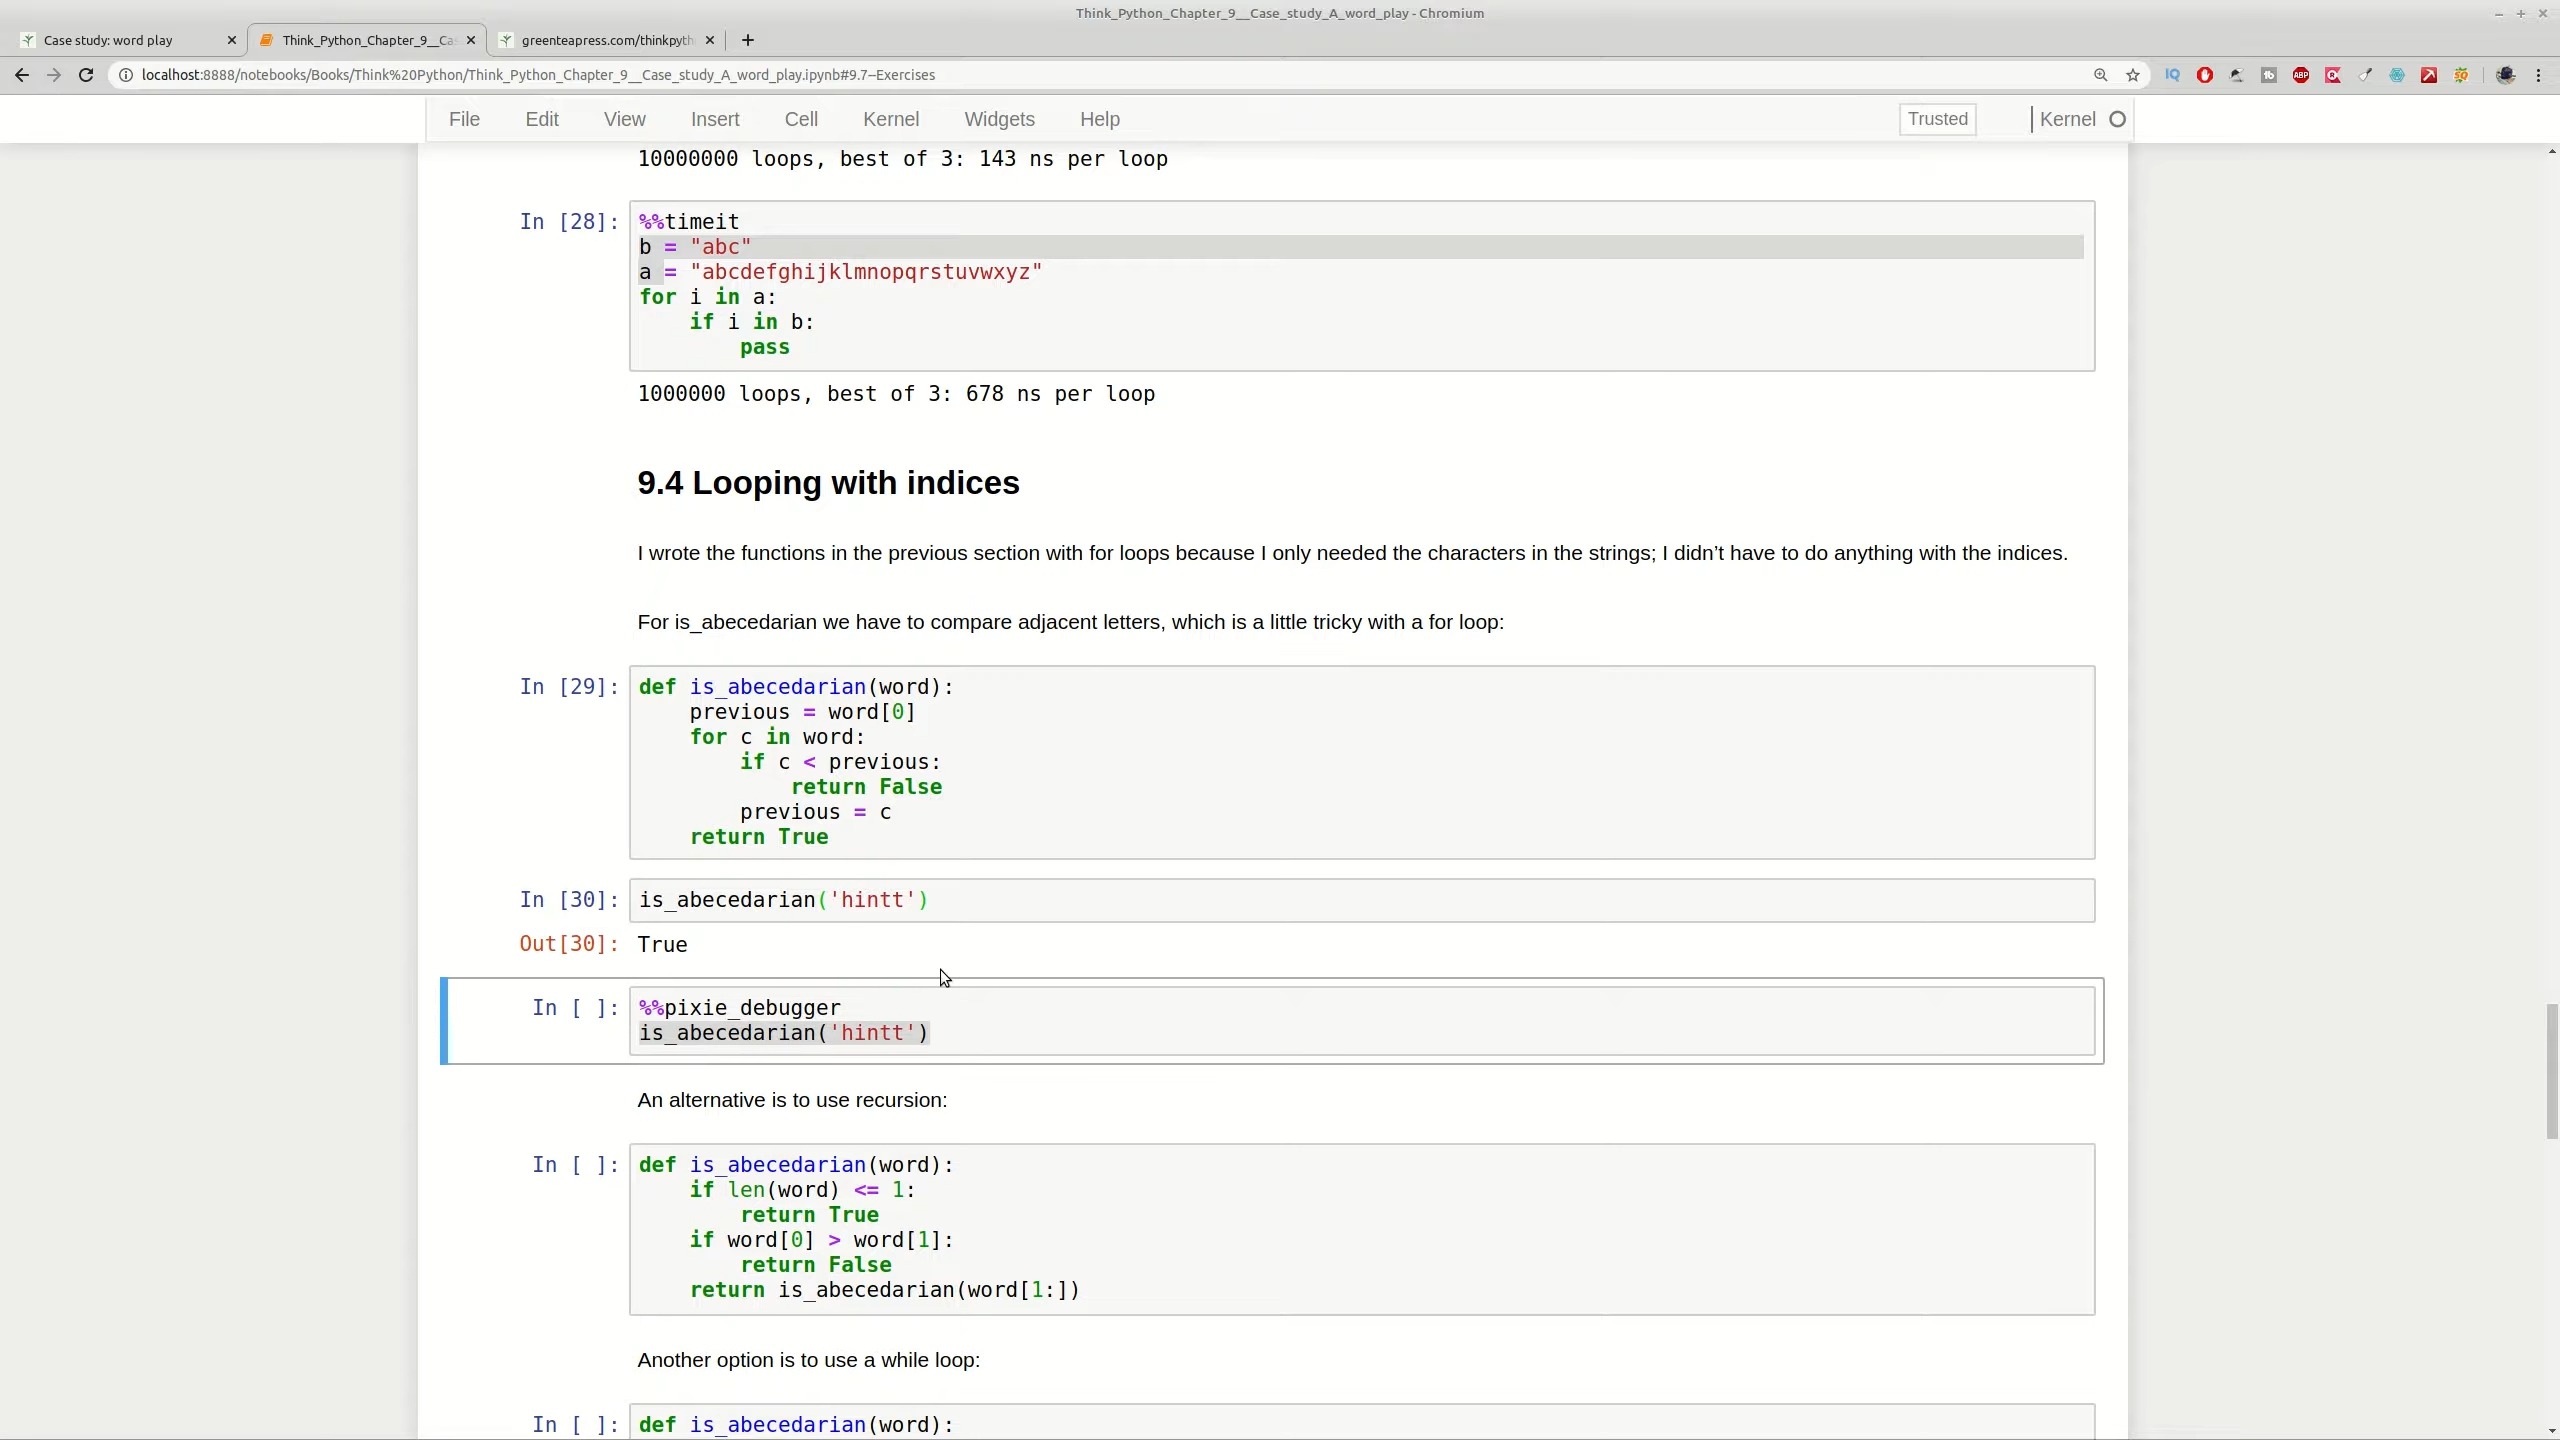 Think_Python_Chapter_9__Case_study_A_word_play - Chromium
Case study: word play
Think_Python_Chapter_9__Ca
greenteapress.com/thinkpyth
localhost:8888/notebooks/Books/Think%20Python/Think_Python_Chapter_9__Case_study_A_word_play.ipynb#9.7--Exercises
File Edit View Insert Cell Kernel Widgets Help Trusted Kernel
10000000 loops, best of 3: 143 ns per loop
In [28]: %%timeit
b = "abc"
a = "abcdefghijklmnopqrstuvwxyz"
for i in a:
    if i in b:
        pass
1000000 loops, best of 3: 678 ns per loop
9.4 Looping with indices
I wrote the functions in the previous section with for loops because I only needed the characters in the strings; I didn’t have to do anything with the indices.
For is_abecedarian we have to compare adjacent letters, which is a little tricky with a for loop:
In [29]: def is_abecedarian(word):
    previous = word[0]
    for c in word:
        if c < previous:
            return False
        previous = c
    return True
In [30]: is_abecedarian('hintt')
Out[30]: True
In [ ]: %%pixie_debugger
is_abecedarian('hintt')
An alternative is to use recursion:
In [ ]: def is_abecedarian(word):
    if len(word) <= 1:
        return True
    if word[0] > word[1]:
        return False
    return is_abecedarian(word[1:])
Another option is to use a while loop:
In [ ]: def is_abecedarian(word):